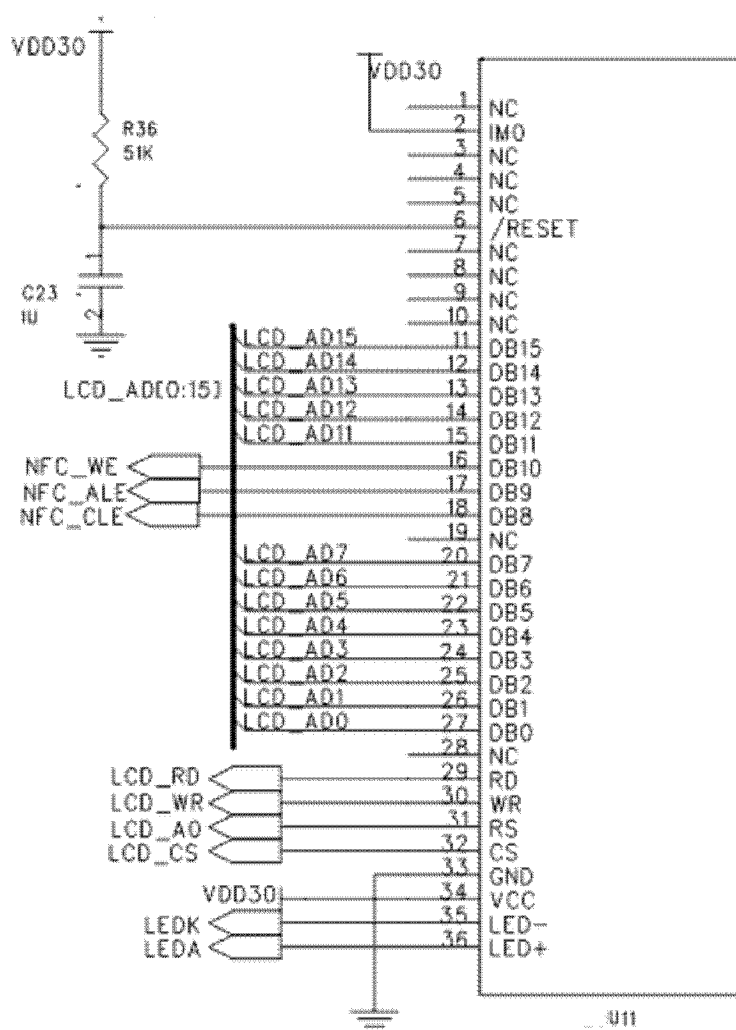 VDD30
VDD30
R36
51K
1
C23
1U
2
1 NC
2 IM0
3 NC
4 NC
5 NC
6 /RESET
7 NC
8 NC
9 NC
10 NC
LCD_AD15 11 DB15
LCD_AD14 12 DB14
LCD_AD[0:15]
LCD_AD13 13 DB13
LCD_AD12 14 DB12
LCD_AD11 15 DB11
NFC_WE 16 DB10
NFC_ALE 17 DB9
NFC_CLE 18 DB8
19 NC
LCD_AD7 20 DB7
LCD_AD6 21 DB6
LCD_AD5 22 DB5
LCD_AD4 23 DB4
LCD_AD3 24 DB3
LCD_AD2 25 DB2
LCD_AD1 26 DB1
LCD_AD0 27 DB0
28 NC
LCD_RD 29 RD
LCD_WR 30 WR
LCD_A0 31 RS
LCD_CS 32 CS
33 GND
VDD30 34 VCC
LEDK 35 LED-
LEDA 36 LED+
U11